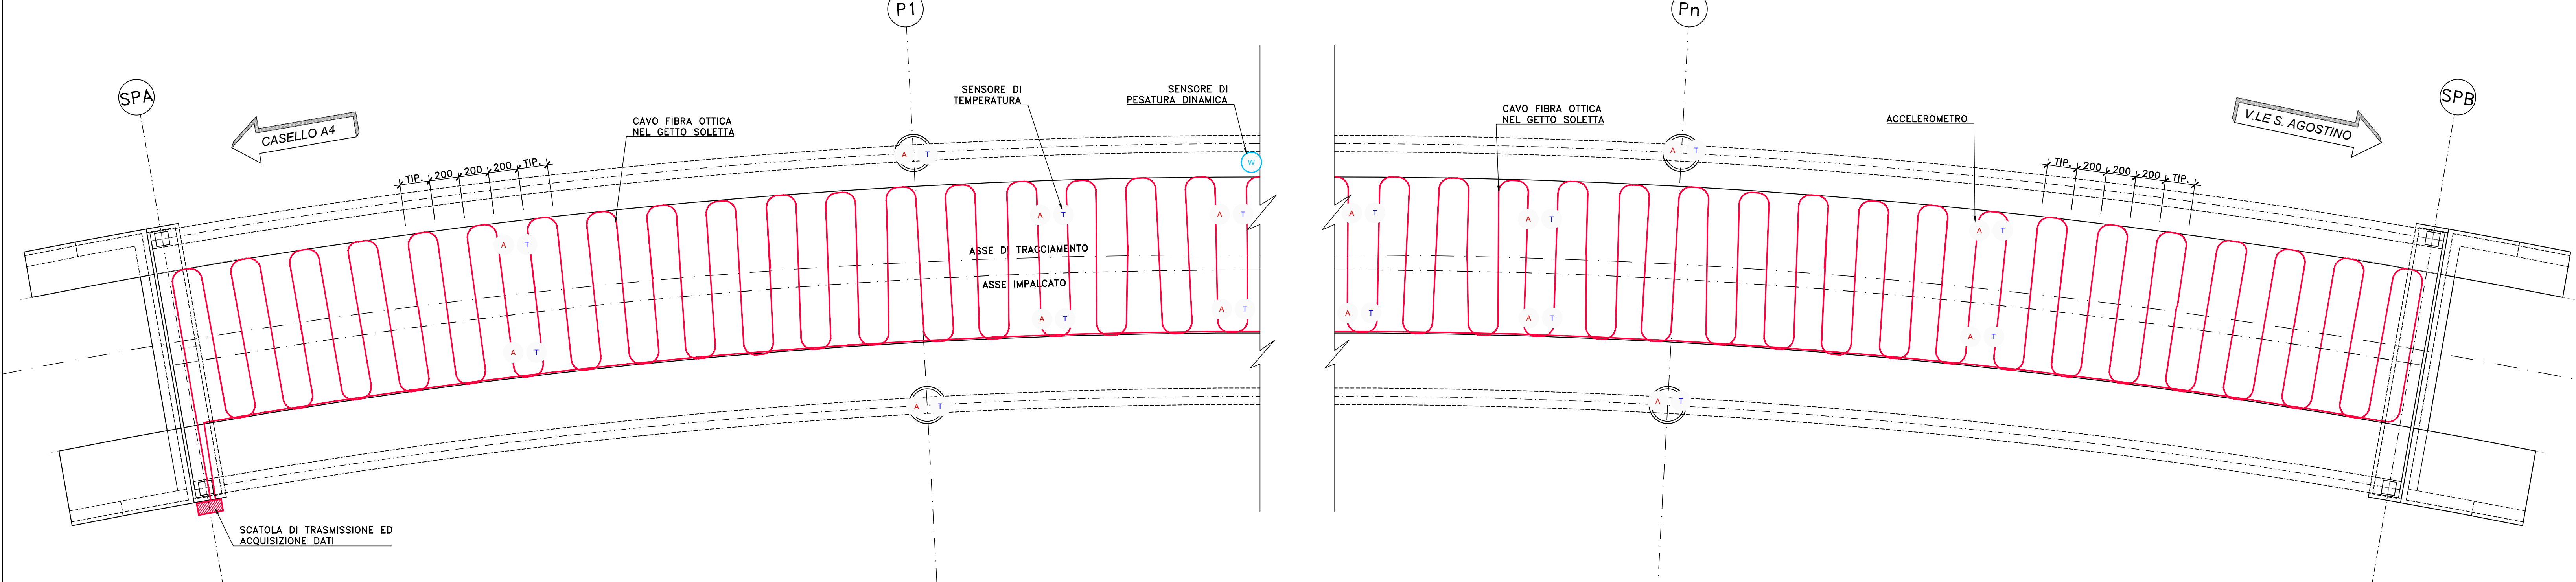 P1
Pn
SPA
CASELLO A4
SENSORE DI
TEMPERATURA
SENSORE DI
PESATURA DINAMICA
CAVO FIBRA OTTICA
NEL GETTO SOLETTA
CAVO FIBRA OTTICA
NEL GETTO SOLETTA
ACCELEROMETRO
V.LE S. AGOSTINO
SPB
TIP. 200 200 200 TIP.
TIP. 200 200 200 TIP.
A T
A T
W
A T
A T
A T
A T
A T
A T
ASSE DI TRACCIAMENTO
ASSE IMPALCATO
A T
A T
A T
A T
A T
A T
A T
A T
A T
SCATOLA DI TRASMISSIONE ED
ACQUISIZIONE DATI